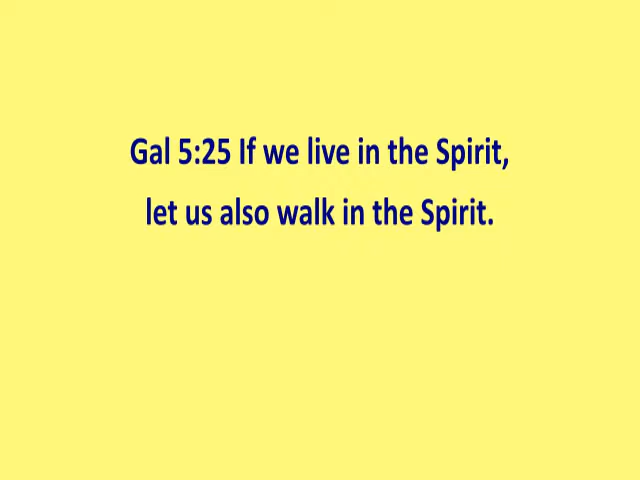 Gal 5:25 If we live in the Spirit,
let us also walk in the Spirit.